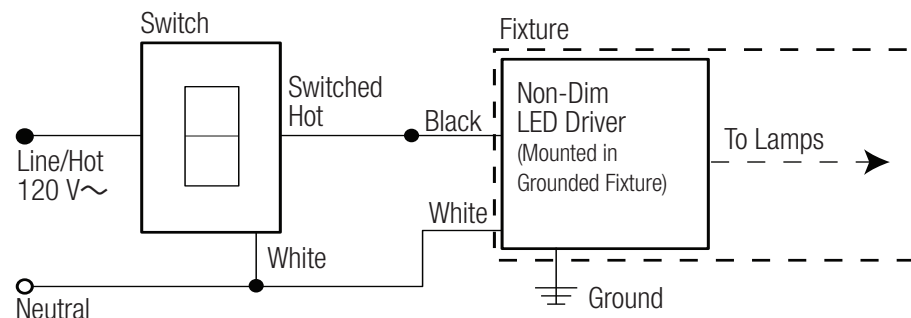 Switch
Fixture
Switched
Hot
Black
Non-Dim
LED Driver
(Mounted in
Grounded Fixture)
To Lamps
Line/Hot
120 V~
White
White
Neutral
Ground